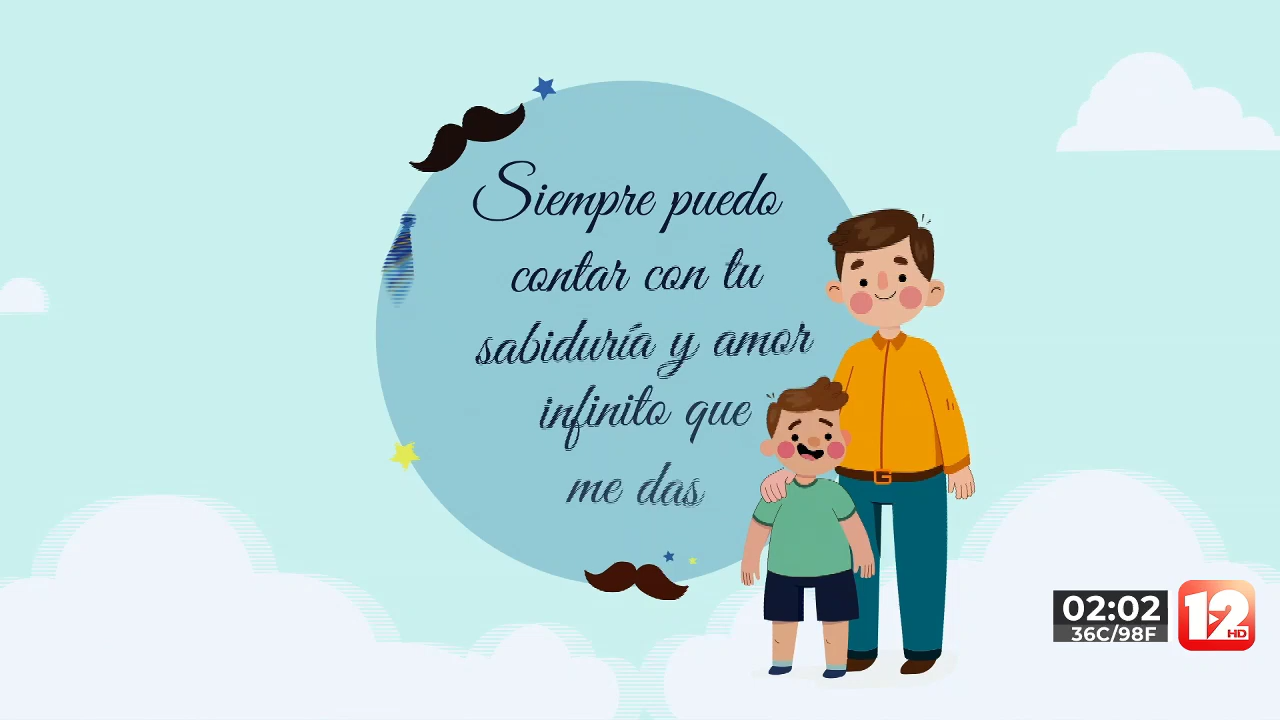 Siempre puedo
contar con tu
sabiduría y amor
infinito que
me das
02:02
36C/98F
12
HD